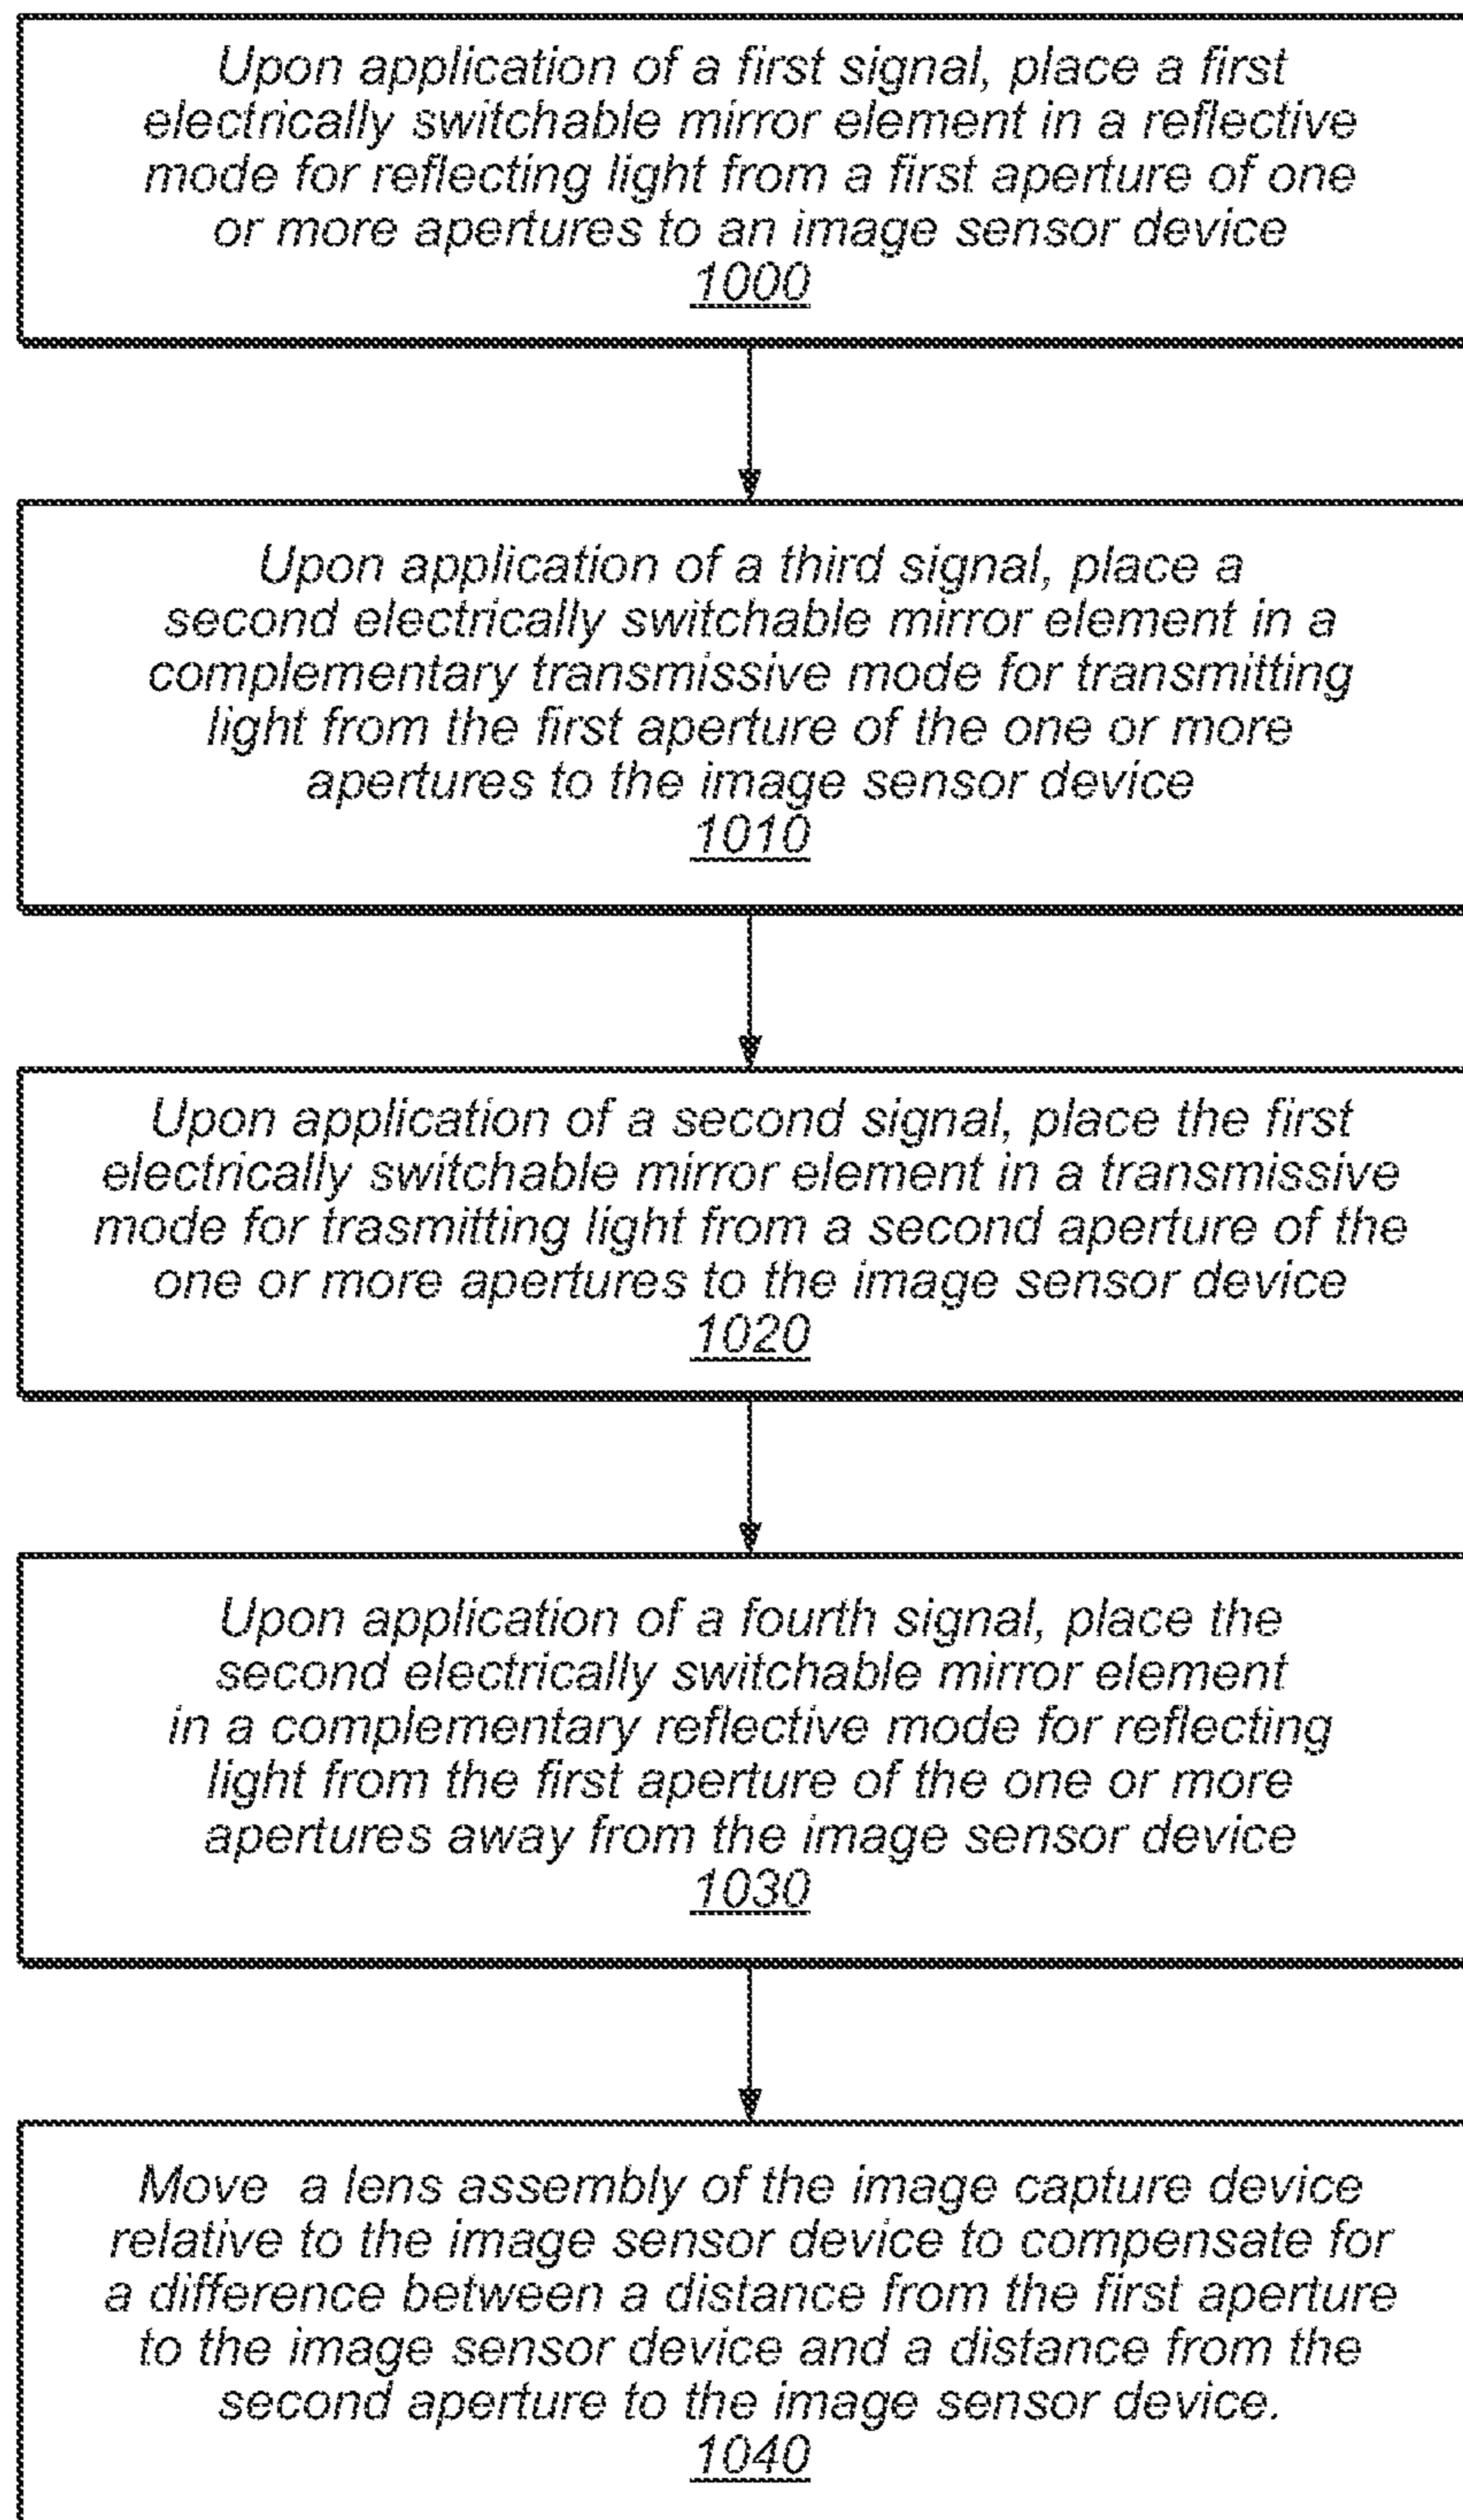 Upon application of a first signal, place a first
electrically switchable mirror element in a reflective
mode for reflecting light from a first aperture of one
or more apertures to an image sensor device
1000
Upon application of a third signal, place a
second electrically switchable mirror element in a
complementary transmissive mode for transmitting
light from the first aperture of the one or more
apertures to the image sensor device
1010
Upon application of a second signal, place the first
electrically switchable mirror element in a transmissive
mode for trasmitting light from a second aperture of the
one or more apertures to the image sensor device
1020
Upon application of a fourth signal, place the
second electrically switchable mirror element
in a complementary reflective mode for reflecting
light from the first aperture of the one or more
apertures away from the image sensor device
1030
Move a lens assembly of the image capture device
relative to the image sensor device to compensate for
a difference between a distance from the first aperture
to the image sensor device and a distance from the
second aperture to the image sensor device.
1040